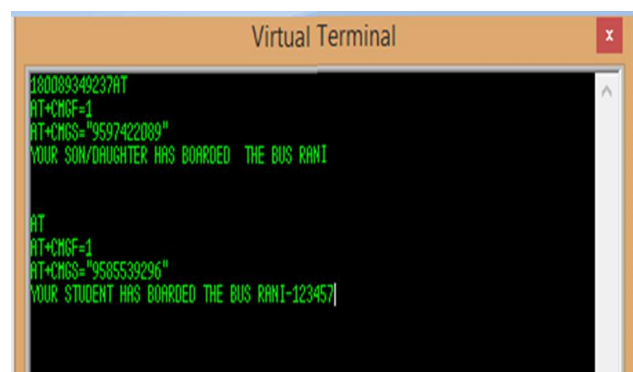 Virtual Terminal
x
180089349237AT
AT+CMGF=1
AT+CMGS="9597422089"
YOUR SON/DAUGHTER HAS BOARDED  THE BUS RANI
AT
AT+CMGF=1
AT+CMGS="9585539296"
YOUR STUDENT HAS BOARDED THE BUS RANI-123457